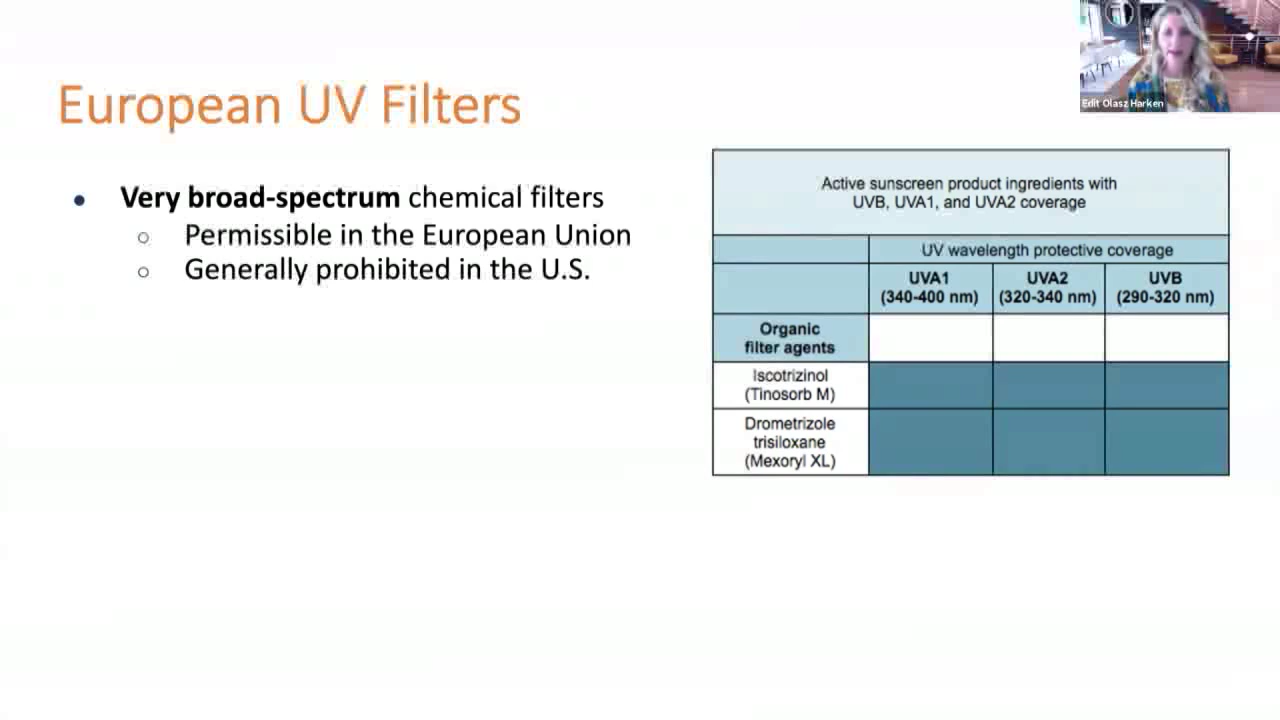 European UV Filters
Edit Olasz Harken
• Very broad-spectrum chemical filters
○ Permissible in the European Union
○ Generally prohibited in the U.S.
Active sunscreen product ingredients with
UVB, UVA1, and UVA2 coverage
UV wavelength protective coverage
UVA1 UVA2 UVB
(340-400 nm) (320-340 nm) (290-320 nm)
Organic
filter agents
Iscotrizinol
(Tinosorb M)
Drometrizole
trisiloxane
(Mexoryl XL)